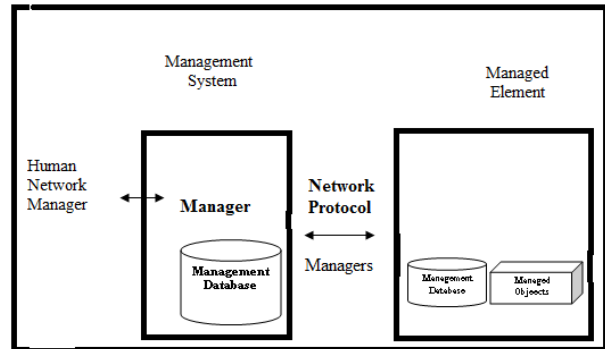 Management
System
Managed
Element
Human
Network
Manager
Manager
Management
Database
Network
Protocol
Managers
Management
Database
Managed
Objects